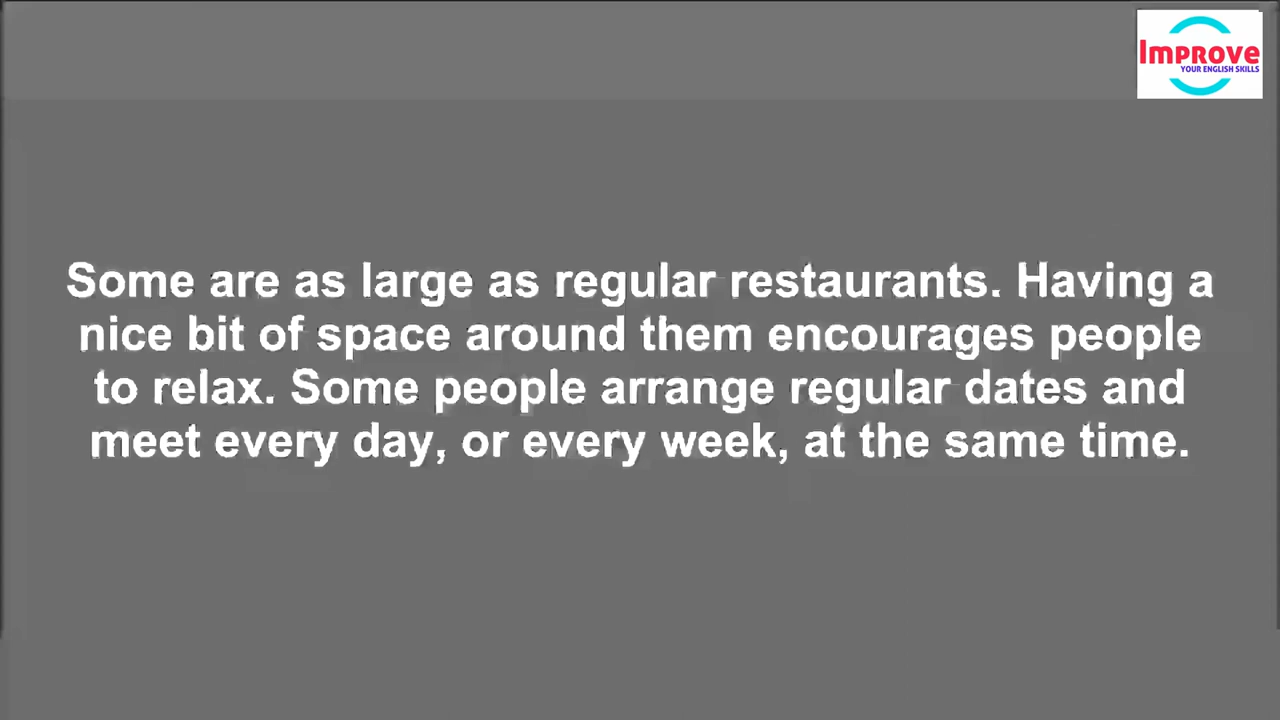 Improve
YOUR ENGLISH SKILLS
Some are as large as regular restaurants. Having a
nice bit of space around them encourages people
to relax. Some people arrange regular dates and
meet every day, or every week, at the same time.